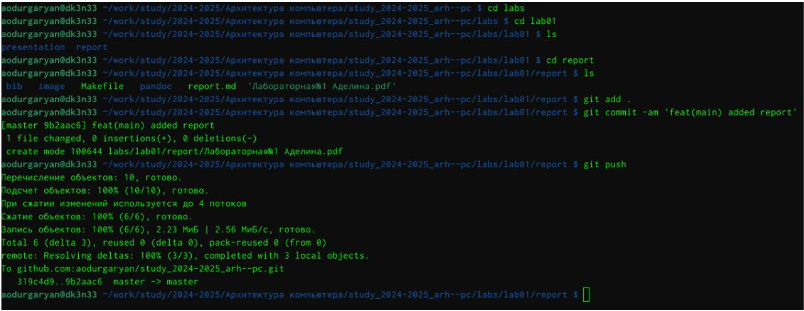 aodurgaryan@dk3n33 ~/work/study/2024-2025/Архитектура компьютера/study_2024-2025_arh--pc $ cd labs
aodurgaryan@dk3n33 ~/work/study/2024-2025/Архитектура компьютера/study_2024-2025_arh--pc/labs $ cd lab01
aodurgaryan@dk3n33 ~/work/study/2024-2025/Архитектура компьютера/study_2024-2025_arh--pc/labs/lab01 $ ls
presentation report
aodurgaryan@dk3n33 ~/work/study/2024-2025/Архитектура компьютера/study_2024-2025_arh--pc/labs/lab01 $ cd report
aodurgaryan@dk3n33 ~/work/study/2024-2025/Архитектура компьютера/study_2024-2025_arh--pc/labs/lab01/report $ ls
bib image Makefile pandoc report.md 'Лабораторная№1 Аделина.pdf'
aodurgaryan@dk3n33 ~/work/study/2024-2025/Архитектура компьютера/study_2024-2025_arh--pc/labs/lab01/report $ git add .
aodurgaryan@dk3n33 ~/work/study/2024-2025/Архитектура компьютера/study_2024-2025_arh--pc/labs/lab01/report $ git commit -am 'feat(main) added report'
[master 9b2aac6] feat(main) added report
1 file changed, 0 insertions(+), 0 deletions(-)
create mode 100644 labs/lab01/report/Лабораторная№1 Аделина.pdf
aodurgaryan@dk3n33 ~/work/study/2024-2025/Архитектура компьютера/study_2024-2025_arh--pc/labs/lab01/report $ git push
Перечисление объектов: 10, готово.
Подсчет объектов: 100% (10/10), готово.
При сжатии изменений используется до 4 потоков
Сжатие объектов: 100% (6/6), готово.
Запись объектов: 100% (6/6), 2.23 МиБ | 2.56 МиБ/с, готово.
Total 6 (delta 3), reused 0 (delta 0), pack-reused 0 (from 0)
remote: Resolving deltas: 100% (3/3), completed with 3 local objects.
To github.com:aodurgaryan/study_2024-2025_arh--pc.git
319c4d9..9b2aac6 master -> master
aodurgaryan@dk3n33 ~/work/study/2024-2025/Архитектура компьютера/study_2024-2025_arh--pc/labs/lab01/report $